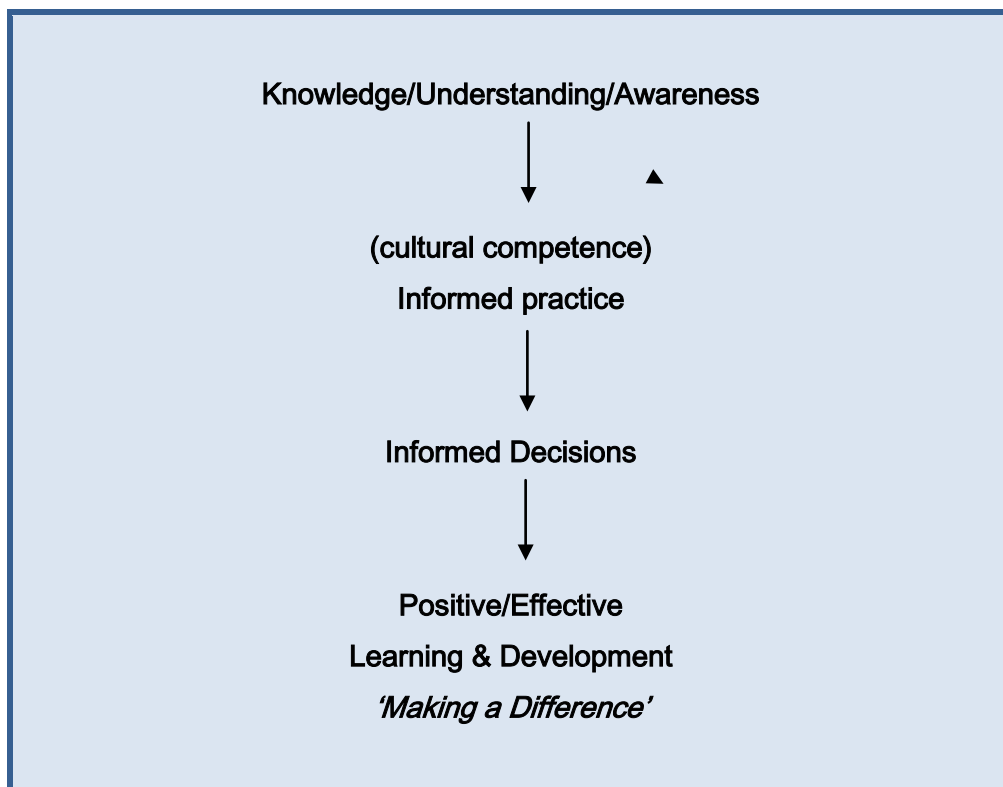 Knowledge/Understanding/Awareness
(cultural competence)
Informed practice
Informed Decisions
Positive/Effective
Learning & Development
‘Making a Difference’